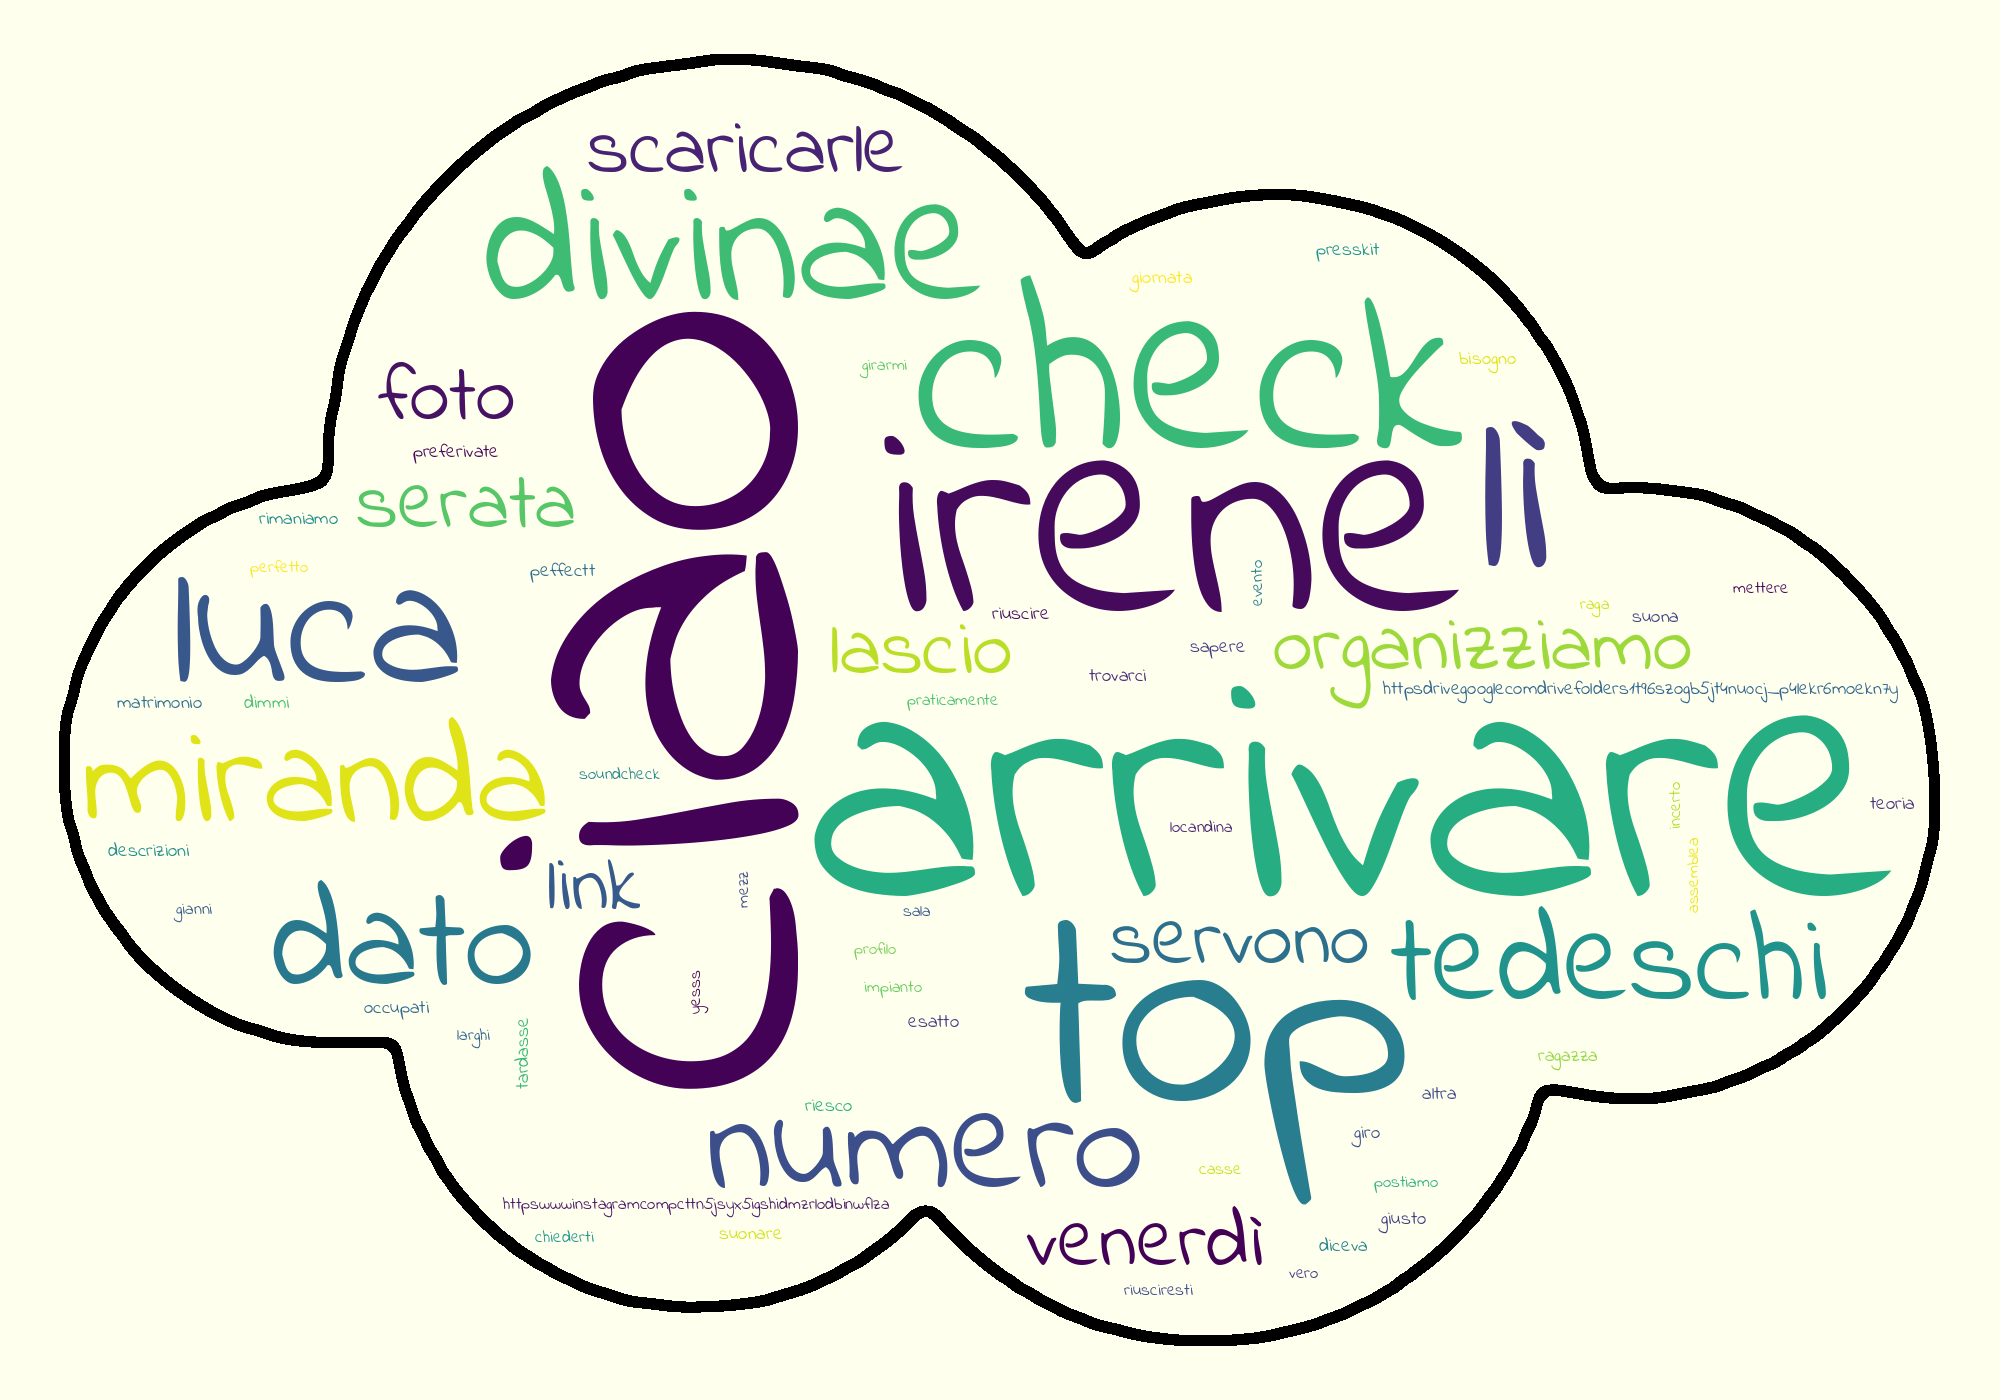 scaricarle
divinae
presskit
giornata
check
girarmi
bisogno
foto
ciao
irene
lì
preferivate
serata
rimaniamo
perfetto
peffectt
evento
mettere
luca
riuscire
raga
suona
lascio
sapere
organizziamo
trovarci
httpsdrivegooglecomdrivefolders1t96szogb5jt4nuocj_p4lekr6moekn7y
matrimonio
dimmi
praticamente
miranda
arrivare
soundcheck
incerto
teoria
locandina
descrizioni
assemblea
link
mezz
gianni
sala
dato
servono
tedeschi
profilo
top
yesss
impianto
occupati
esatto
larghi
tardasse
ragazza
altra
riesco
numero
giro
casse
postiamo
httpswwwinstagramcompcttn5jsyx5igshidmzrlodbinwflza
giusto
chiederti
suonare
venerdì
diceva
vero
riusciresti